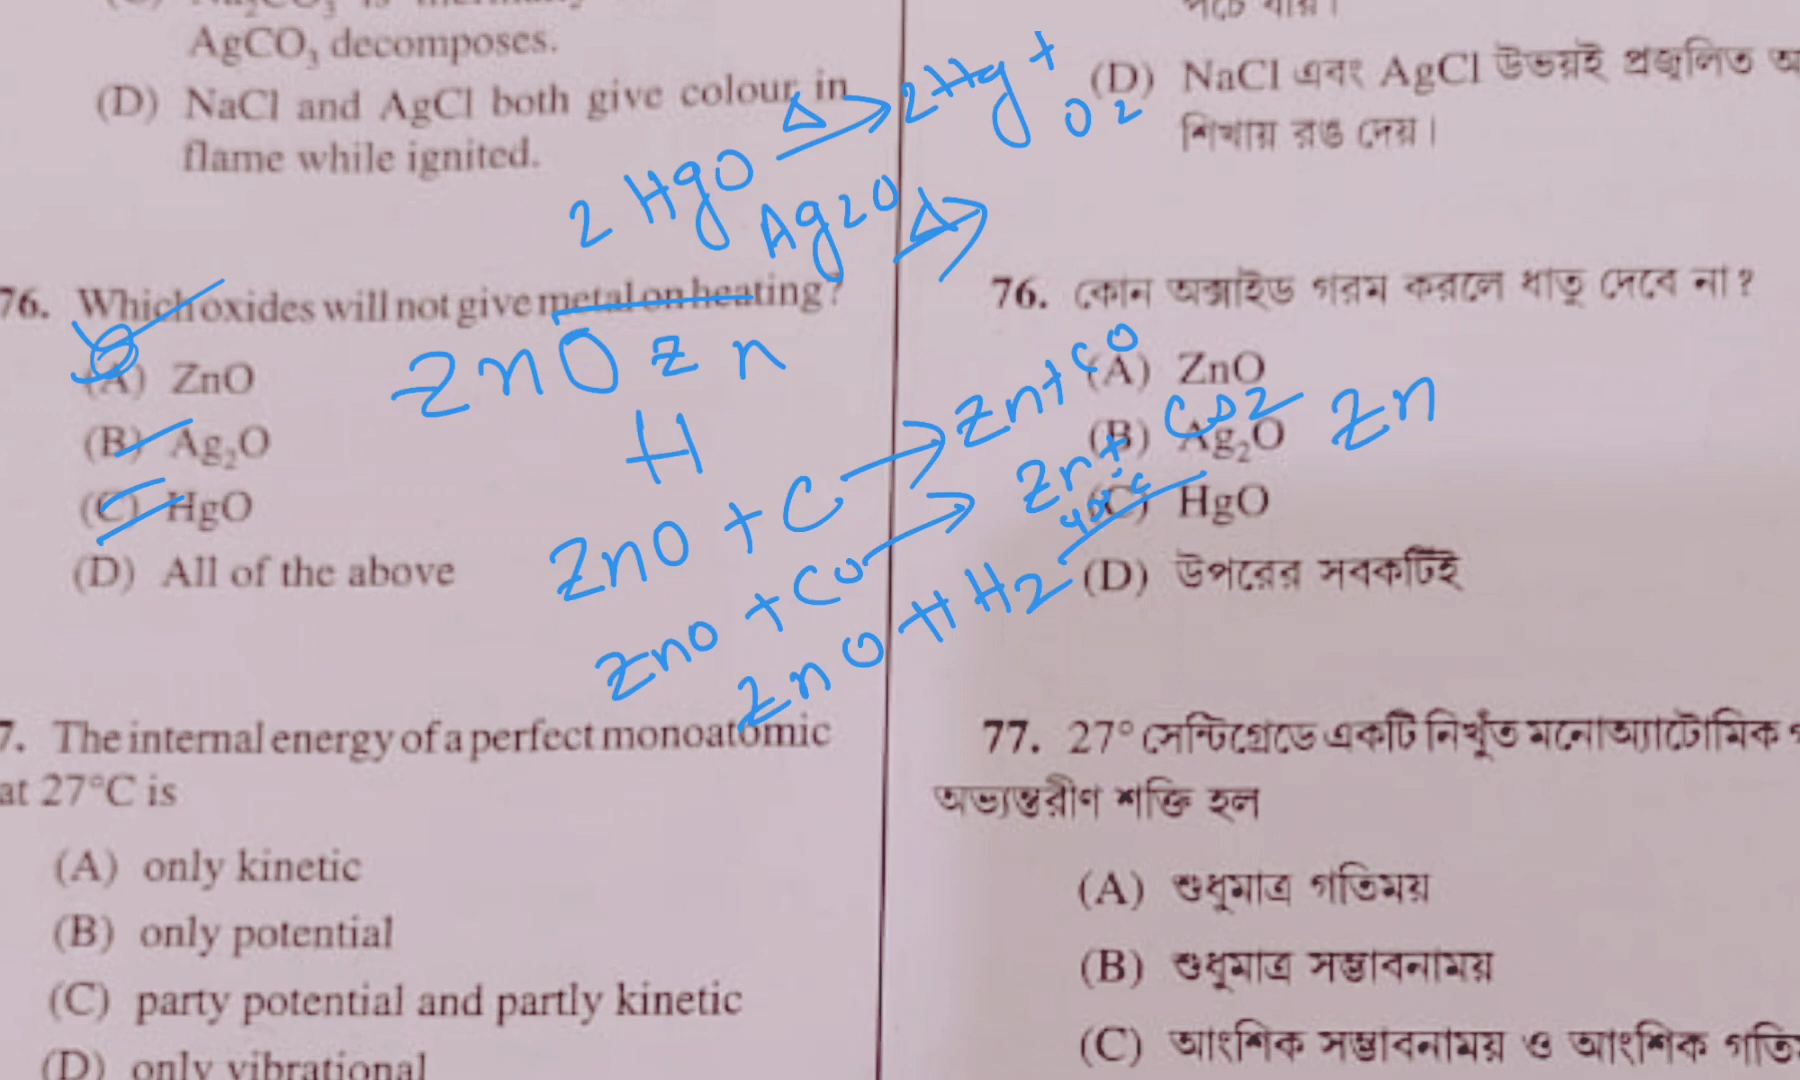 AgCO₃ decomposes.
(D) NaCl and AgCl both give colour in
flame while ignited.
76. Which oxides will not give metal on heating?
(A) ZnO
(B) Ag₂O
(C) HgO
(D) All of the above
7. The internal energy of a perfect monoatomic
at 27°C is
(A) only kinetic
(B) only potential
(C) party potential and partly kinetic
(D) only vibrational
(D) NaCl এবং AgCl উভয়ই প্রজ্বলিত
শিখায় রঙ দেয়।
76. কোন অক্সাইড গরম করলে ধাতু দেবে না?
(A) ZnO
(B) Ag₂O
(C) HgO
(D) উপরের সবকটিই
77. 27° সেন্টিগ্রেডে একটি নিখুঁত মনোঅ্যাটৌমিক
অভ্যন্তরীণ শক্তি হল
(A) শুধুমাত্র গতিময়
(B) শুধুমাত্র সম্ভাবনাময়
(C) আংশিক সম্ভাবনাময় ও আংশিক
2 HgO Δ→ 2Hg + O2
Ag2O Δ→
ZnO Zn
H
ZnO + C → Zn + CO
ZnO + CO → Zn + CO2
Zn
ZnO + H2